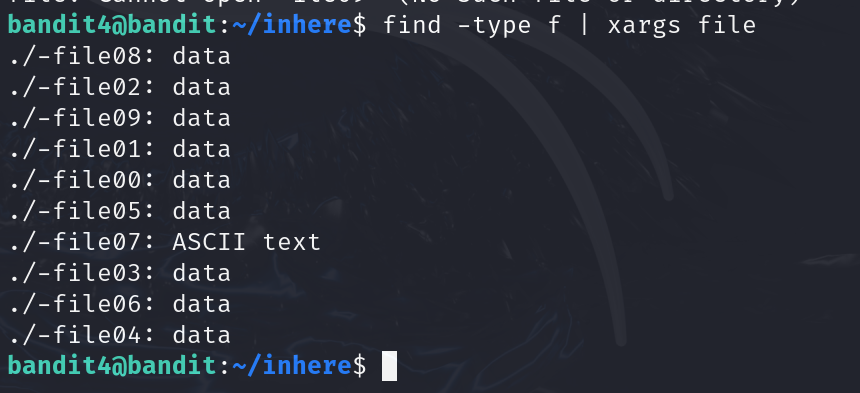 bandit4@bandit:~/inhere$ find -type f | xargs file
./-file08: data
./-file02: data
./-file09: data
./-file01: data
./-file00: data
./-file05: data
./-file07: ASCII text
./-file03: data
./-file06: data
./-file04: data
bandit4@bandit:~/inhere$